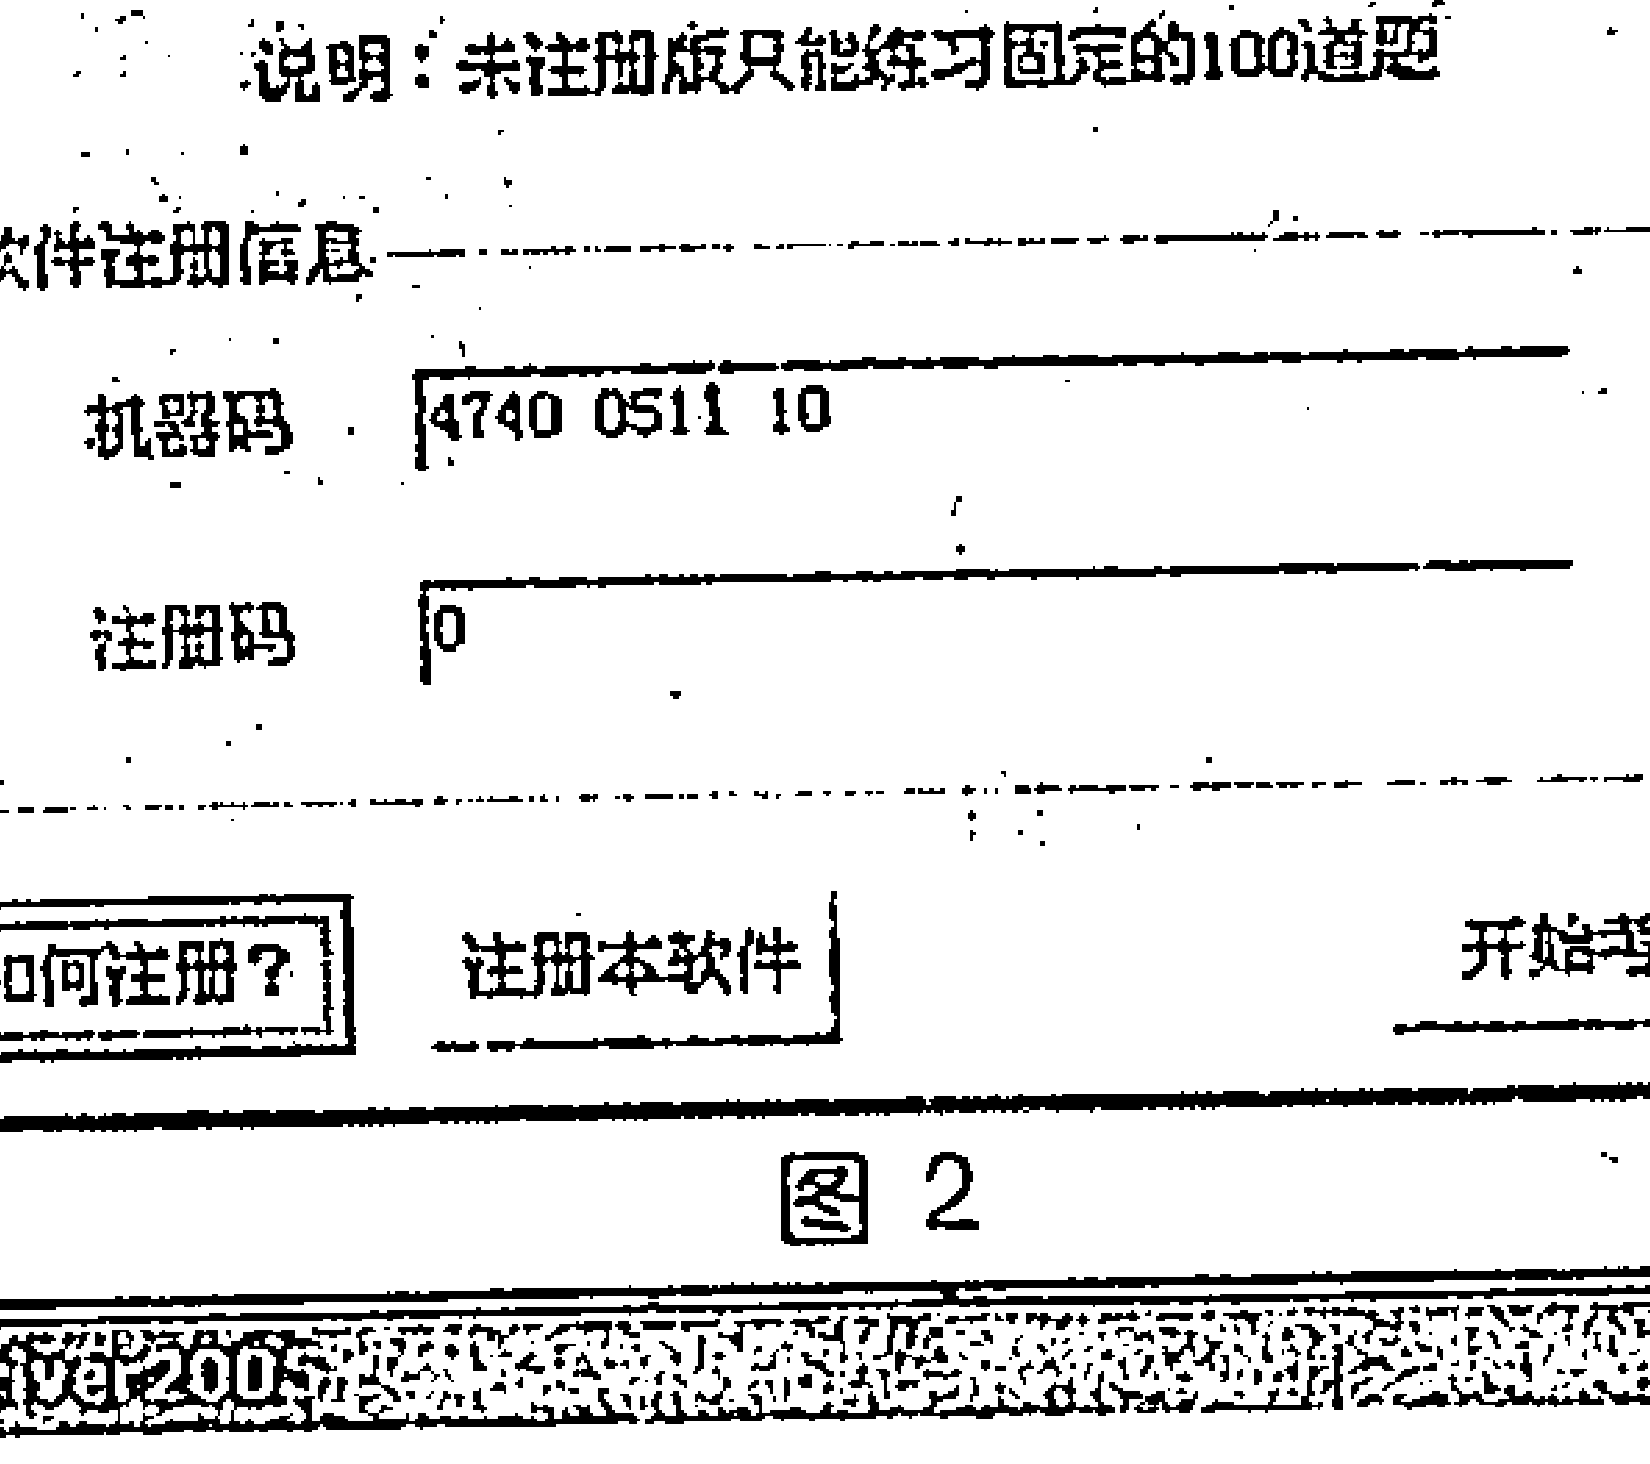 说明：未注册版只能练习固定的100道题
软件注册信息
机器码 4740 0511 10
注册码 0
如何注册？ 注册本软件 开始考
图 2
iver2005